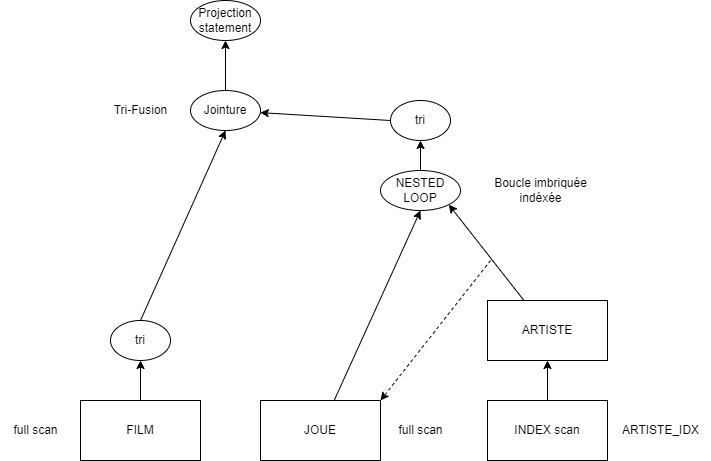 Projection
statement
Tri-Fusion
Jointure
tri
NESTED
LOOP
Boucle imbriquée
indéxée
ARTISTE
tri
full scan
FILM
JOUE
full scan
INDEX scan
ARTISTE_IDX